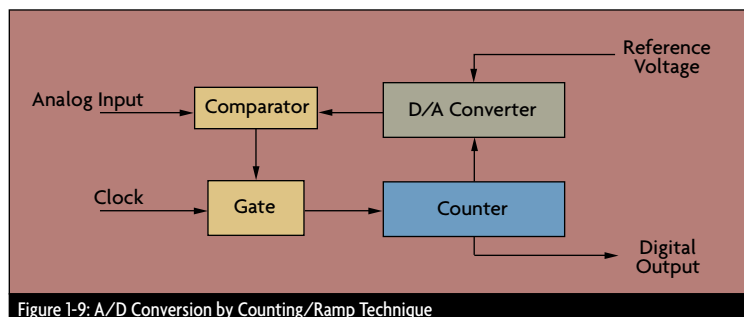 Reference
Voltage
Analog Input
Comparator
D/A Converter
Clock
Gate
Counter
Digital
Output
Figure 1-9: A/D Conversion by Counting/Ramp Technique